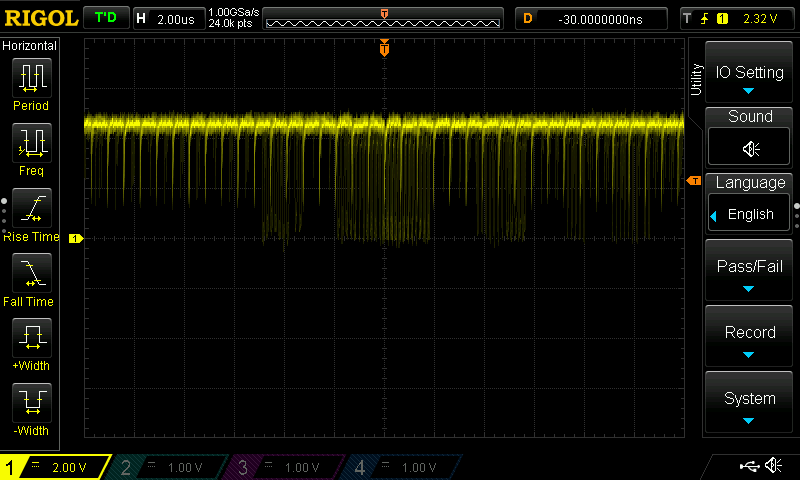 RIGOL T'D H 2.00us 1.00GSa/s 24.0k pts T D -30.0000000ns T 1 2.32 V
Horizontal
Period
Freq
Rise Time
Fall Time
+Width
-Width
T
T
1
Utility
IO Setting
Sound
Language
English
Pass/Fail
Record
System
1 2.00 V 2 1.00 V 3 1.00 V 4 1.00 V